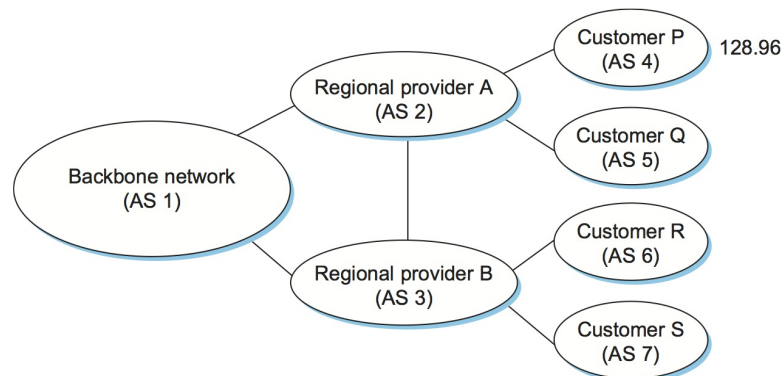 Customer P
(AS 4)
128.96
Regional provider A
(AS 2)
Customer Q
(AS 5)
Backbone network
(AS 1)
Customer R
(AS 6)
Regional provider B
(AS 3)
Customer S
(AS 7)